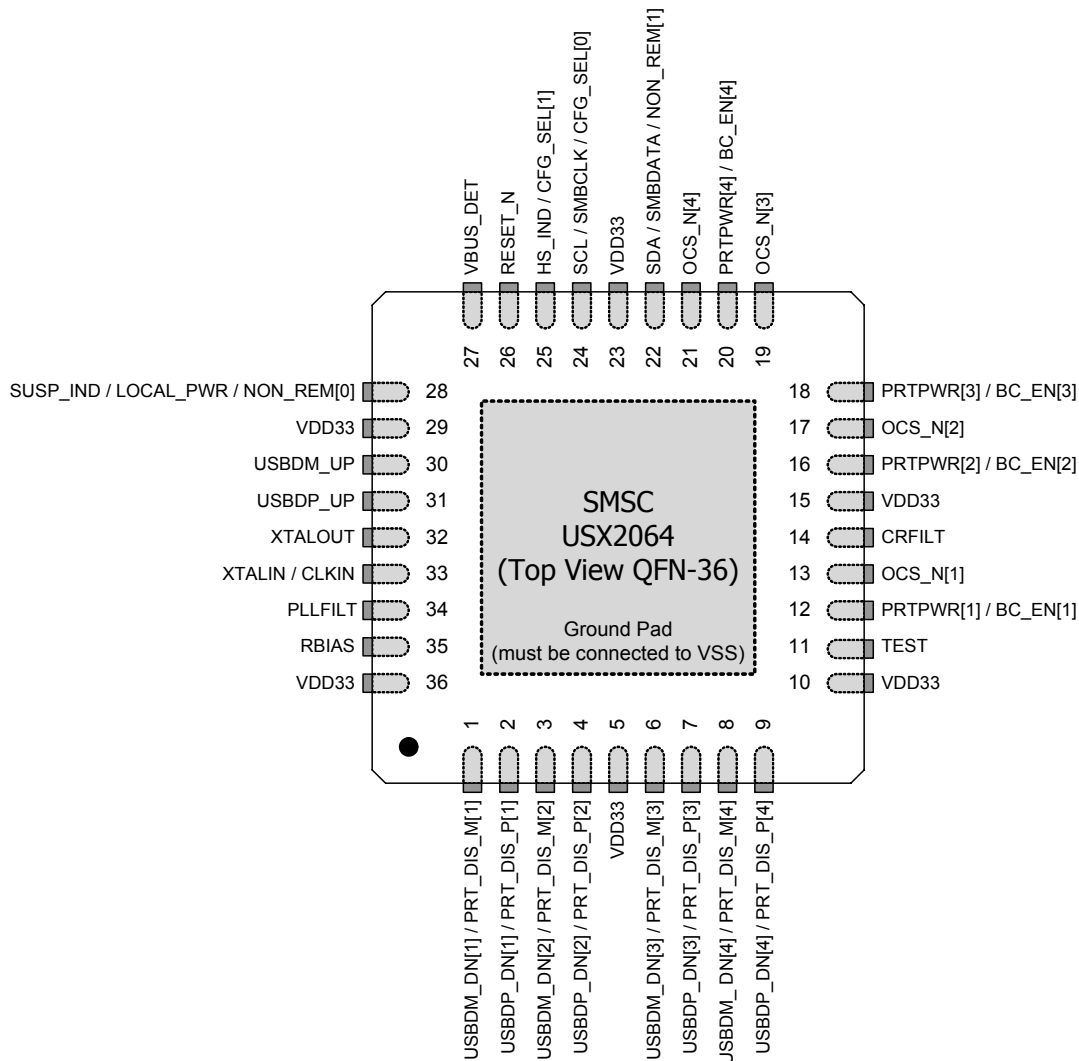 VBUS_DET
RESET_N
HS_IND / CFG_SEL[1]
SCL / SMBCLK / CFG_SEL[0]
VDD33
SDA / SMBDATA / NON_REM[1]
OCS_N[4]
PRTPWR[4] / BC_EN[4]
OCS_N[3]
27
26
25
24
23
22
21
20
19
SUSP_IND / LOCAL_PWR / NON_REM[0] 28
VDD33 29
USBDM_UP 30
USBDP_UP 31
XTALOUT 32
XTALIN / CLKIN 33
PLLFILT 34
RBIAS 35
VDD33 36
SMSC
USX2064
(Top View QFN-36)
Ground Pad
(must be connected to VSS)
18 PRTPWR[3] / BC_EN[3]
17 OCS_N[2]
16 PRTPWR[2] / BC_EN[2]
15 VDD33
14 CRFILT
13 OCS_N[1]
12 PRTPWR[1] / BC_EN[1]
11 TEST
10 VDD33
1
2
3
4
5
6
7
8
9
USBDM_DN[1] / PRT_DIS_M[1]
USBDP_DN[1] / PRT_DIS_P[1]
USBDM_DN[2] / PRT_DIS_M[2]
USBDP_DN[2] / PRT_DIS_P[2]
VDD33
USBDM_DN[3] / PRT_DIS_M[3]
USBDP_DN[3] / PRT_DIS_P[3]
USBDM_DN[4] / PRT_DIS_M[4]
USBDP_DN[4] / PRT_DIS_P[4]